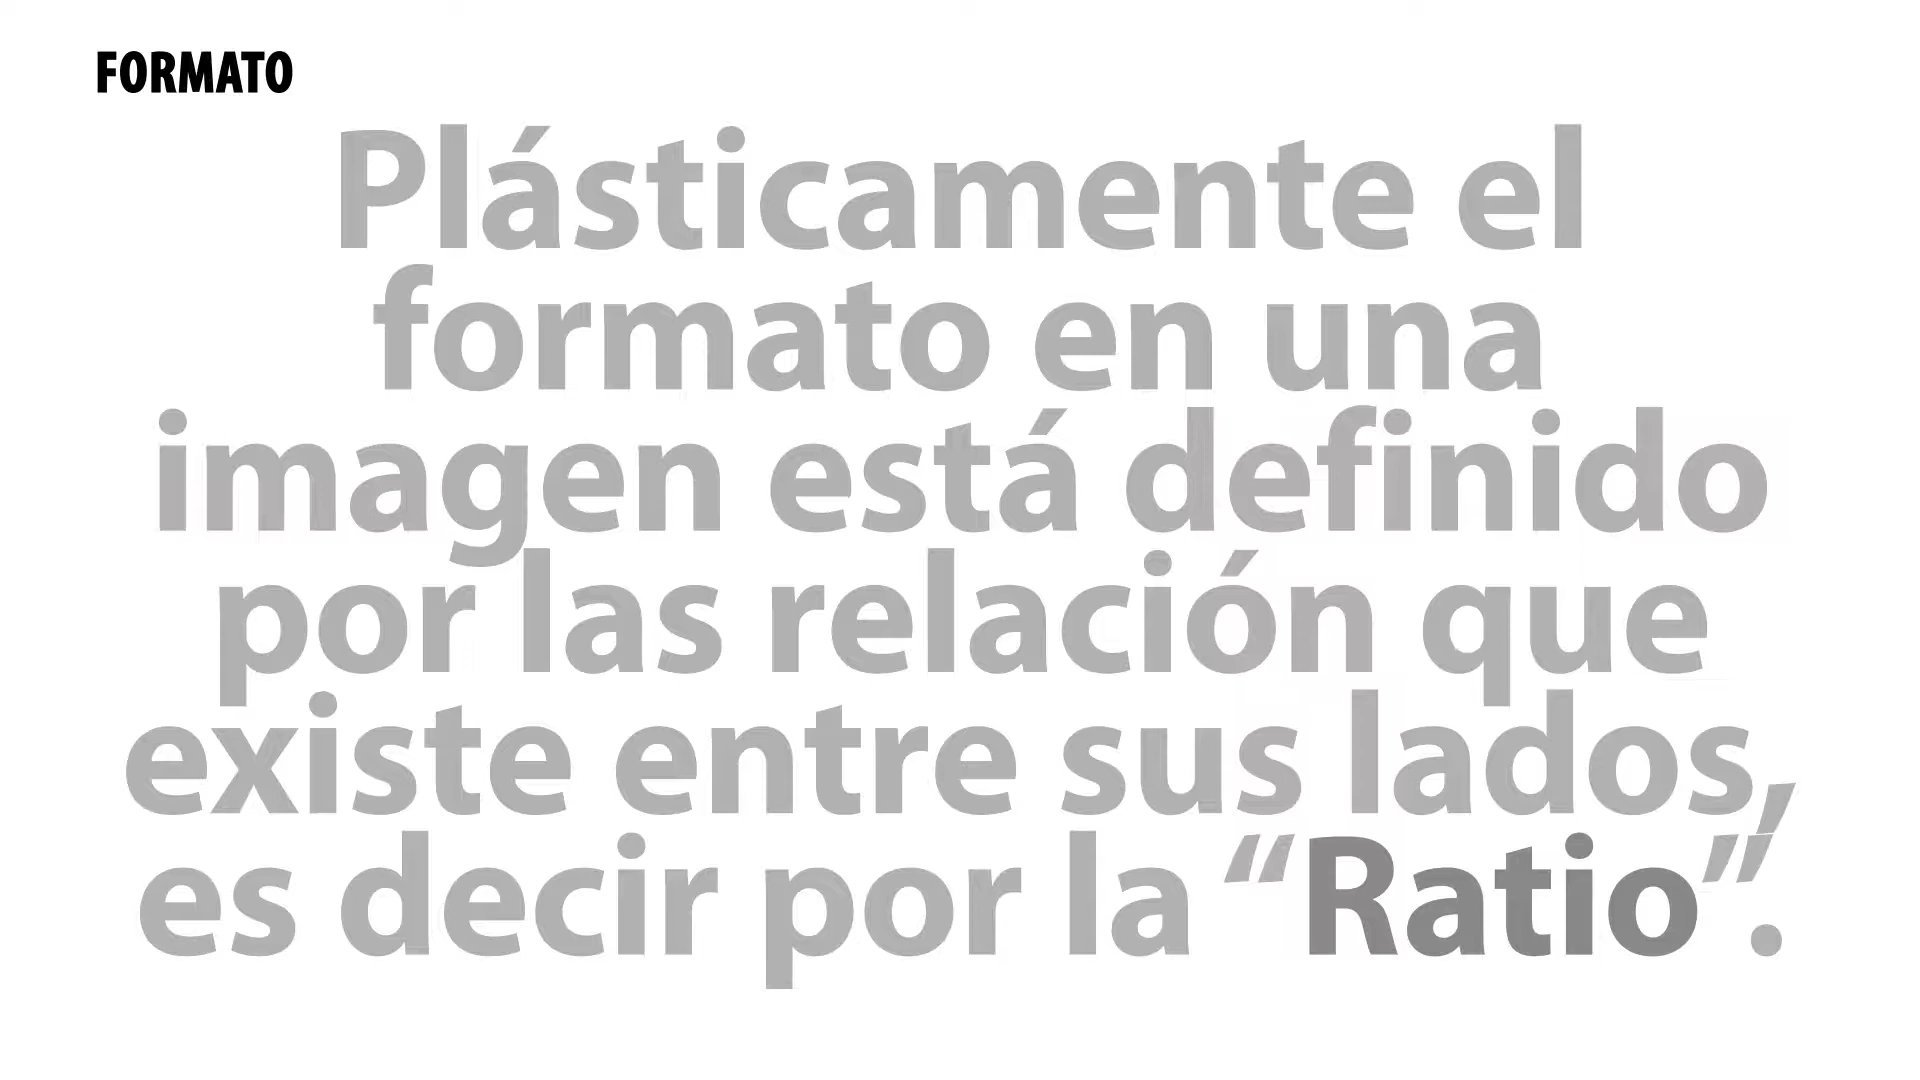 FORMATO
Plásticamente el
formato en una
imagen está definido
por las relación que
existe entre sus lados,
es decir por la “Ratio”.